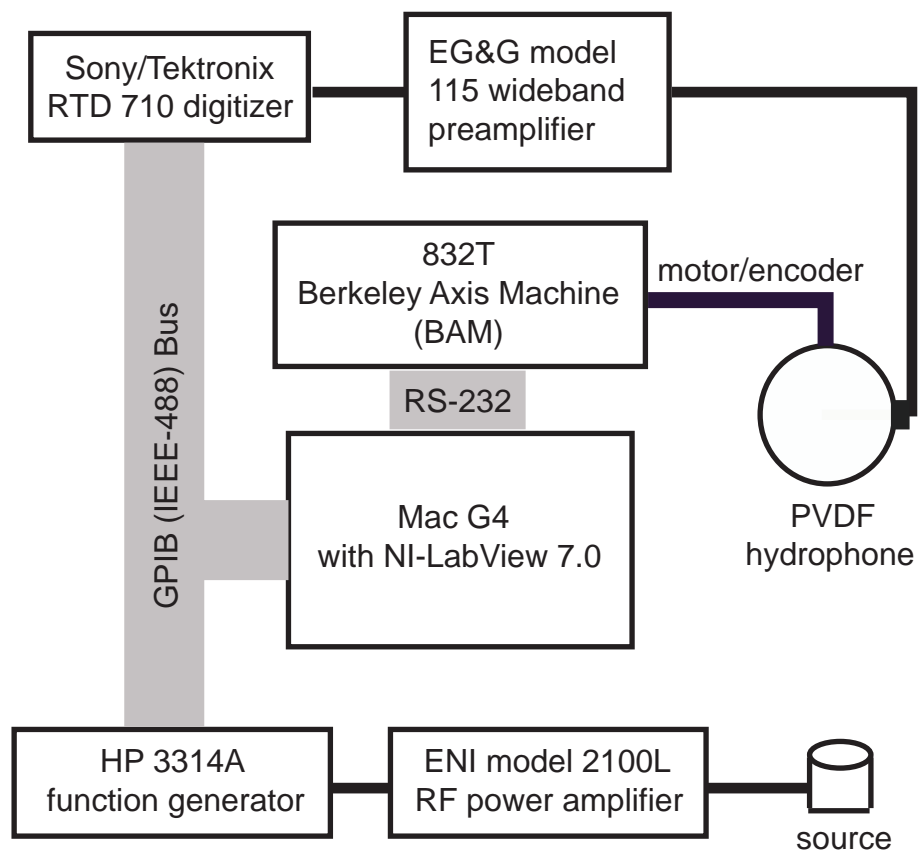 Sony/Tektronix
RTD 710 digitizer
EG&G model
115 wideband
preamplifier
832T
Berkeley Axis Machine
(BAM)
motor/encoder
GPIB (IEEE-488) Bus
RS-232
Mac G4
with NI-LabView 7.0
PVDF
hydrophone
HP 3314A
function generator
ENI model 2100L
RF power amplifier
source